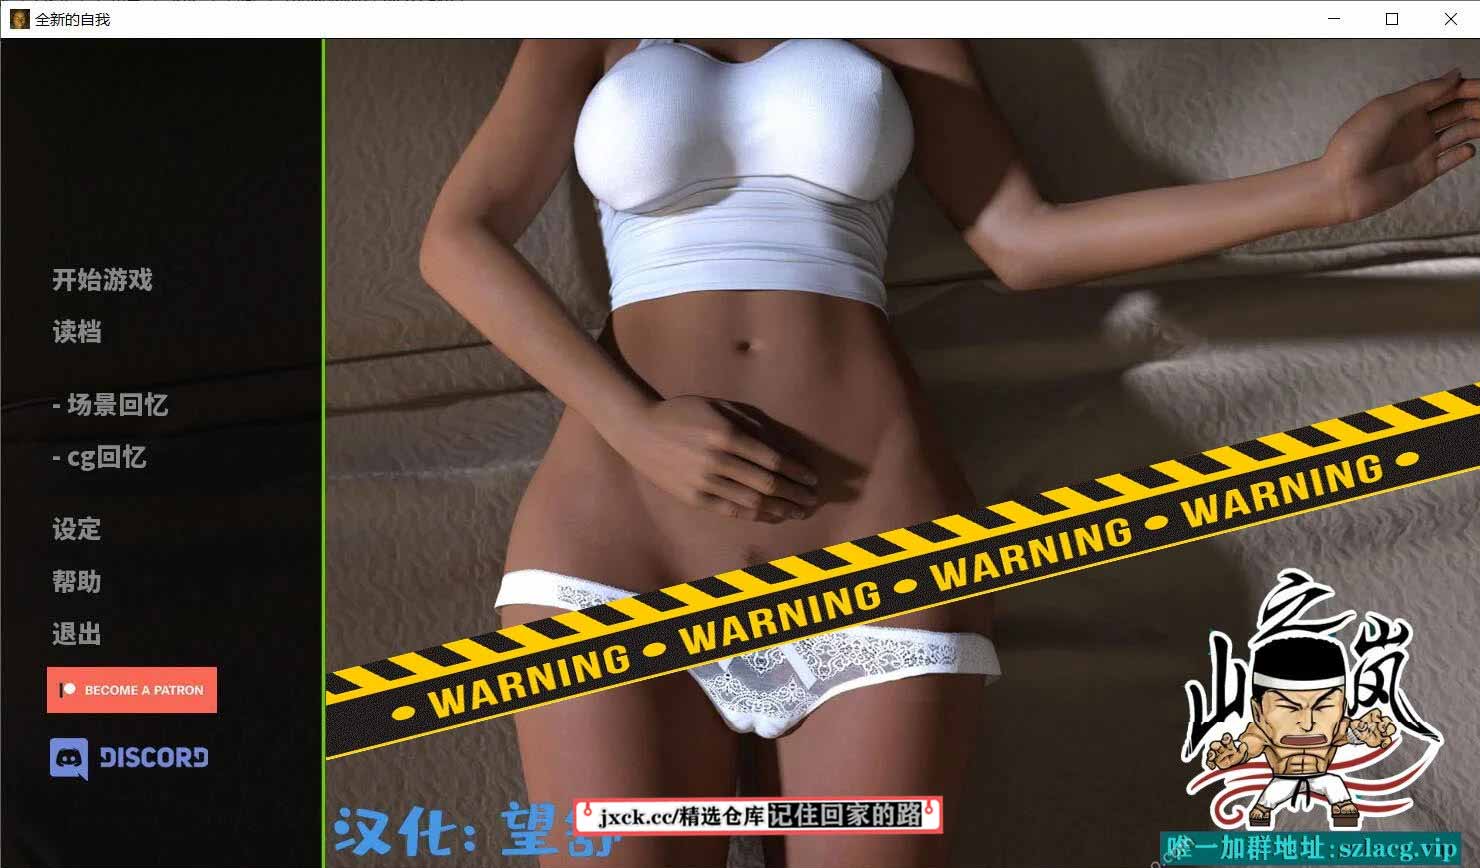 全新的自我
开始游戏
读档
- 场景回忆
- cg回忆
设定
帮助
退出
BECOME A PATRON
DISCORD
WARNING • WARNING • WARNING • WARNING
山之岚
汉化: 望舒
jxck.cc/精选仓库 记住回家的路
唯一加群地址:szlacg.vip